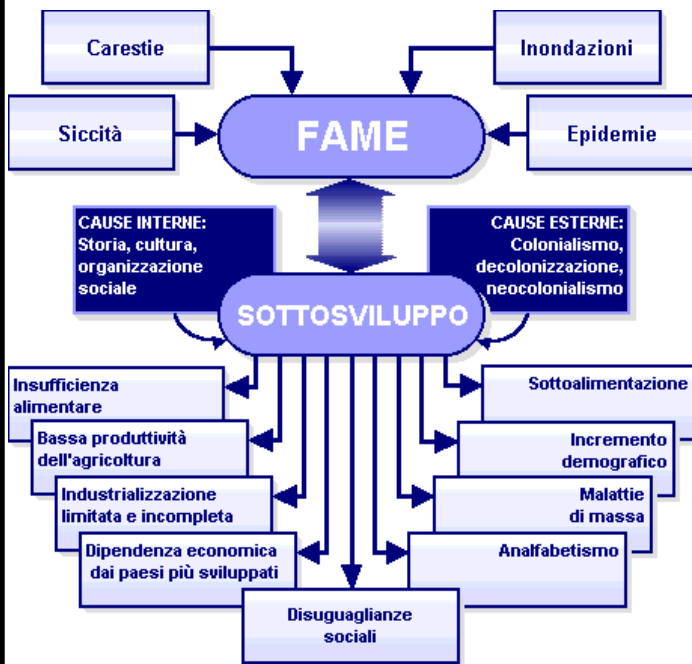 Carestie
Inondazioni
Siccità
FAME
Epidemie
CAUSE INTERNE:
Storia, cultura,
organizzazione
sociale
CAUSE ESTERNE:
Colonialismo,
decolonizzazione,
neocolonialismo
SOTTOSVILUPPO
Insufficienza
alimentare
Sottoalimentazione
Bassa produttività
dell'agricoltura
Incremento
demografico
Industrializzazione
limitata e incompleta
Malattie
di massa
Dipendenza economica
dai paesi più sviluppati
Analfabetismo
Disuguaglianze
sociali